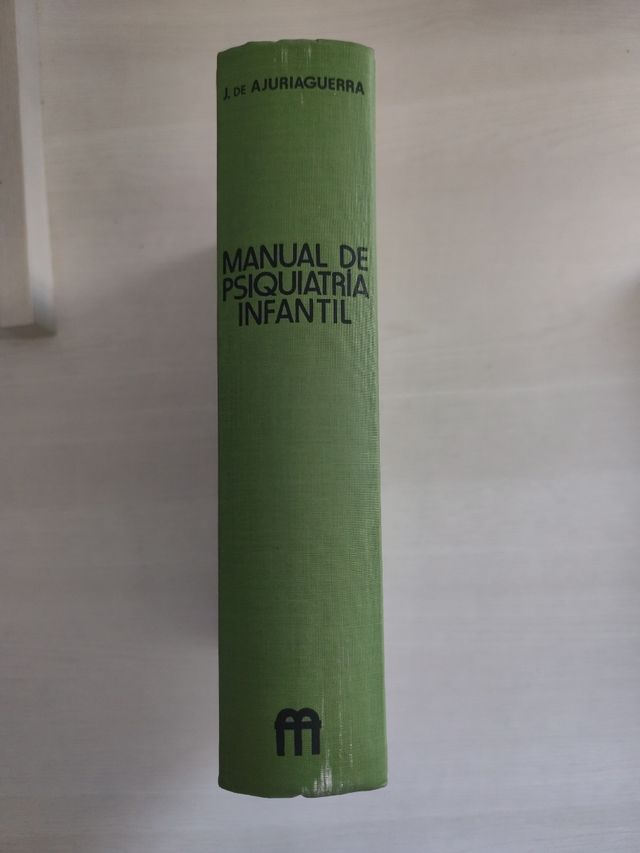 J. DE AJURIAGUERRA
MANUAL DE
PSIQUIATRÍA
INFANTIL
m